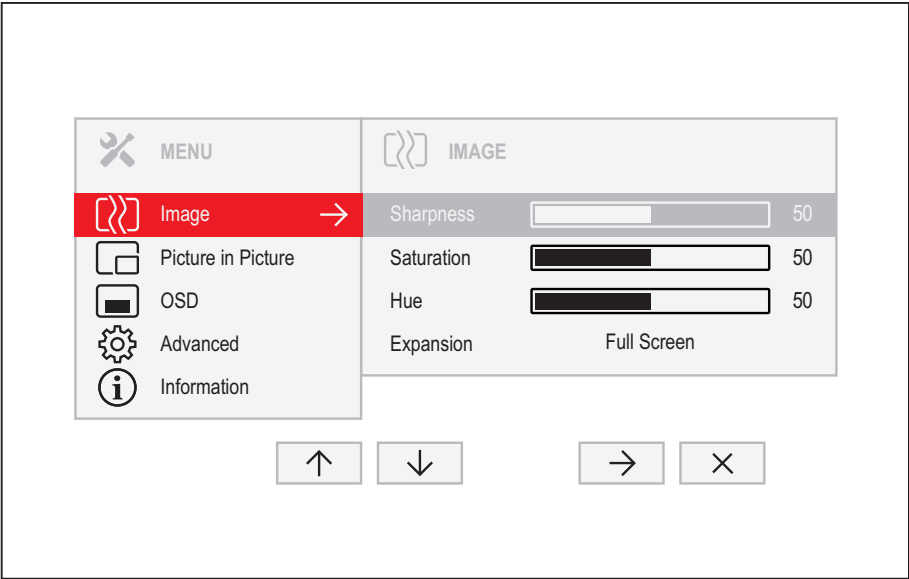 MENU
Image
Picture in Picture
OSD
Advanced
Information
IMAGE
Sharpness 50
Saturation 50
Hue 50
Expansion Full Screen